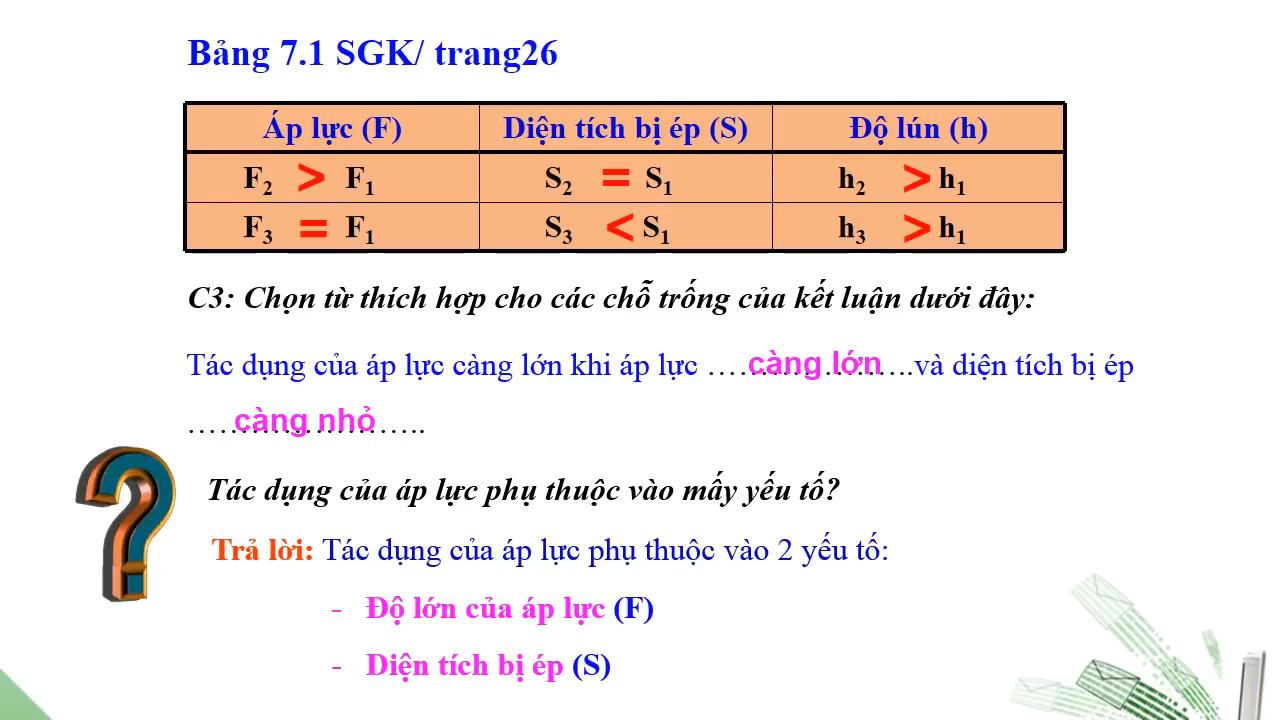 Bảng 7.1 SGK/ trang26
Áp lực (F) Diện tích bị ép (S) Độ lún (h)
F2 > F1 S2 = S1 h2 > h1
F3 = F1 S3 < S1 h3 > h1
C3: Chọn từ thích hợp cho các chỗ trống của kết luận dưới đây:
Tác dụng của áp lực càng lớn khi áp lực ……càng lớn…..và diện tích bị ép
……càng nhỏ…..
Tác dụng của áp lực phụ thuộc vào mấy yếu tố?
Trả lời: Tác dụng của áp lực phụ thuộc vào 2 yếu tố:
- Độ lớn của áp lực (F)
- Diện tích bị ép (S)